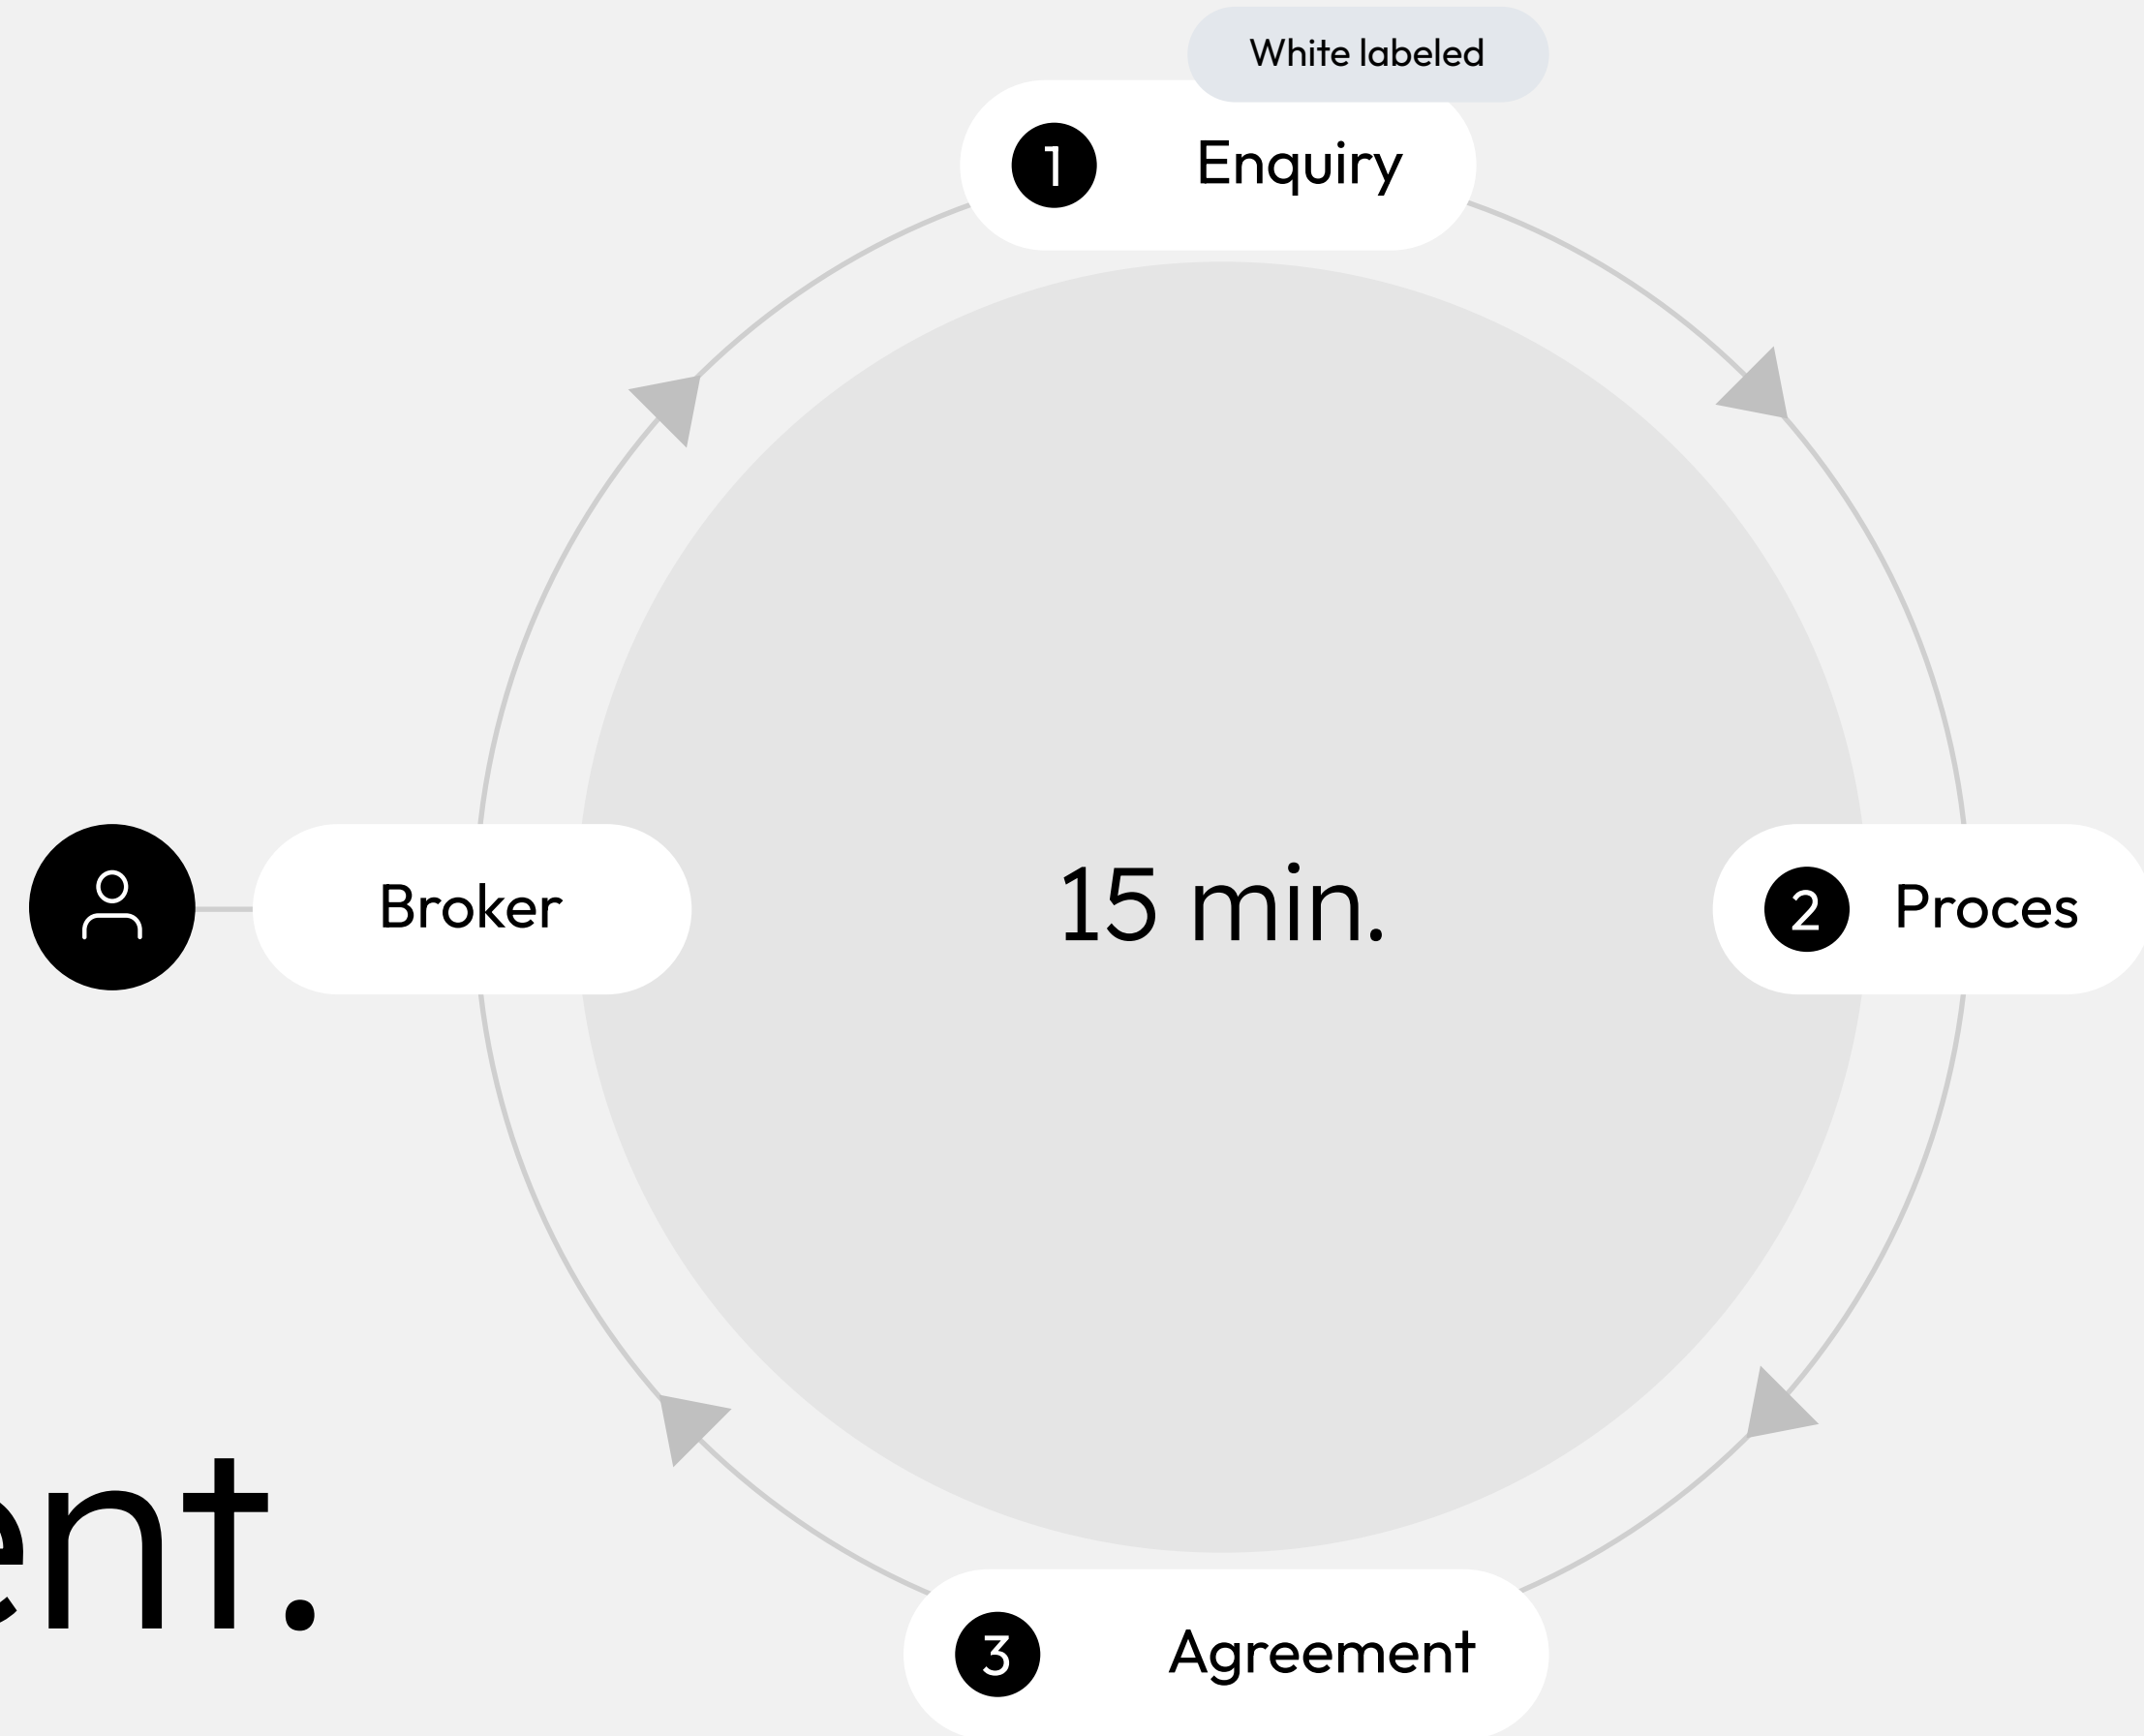 White labeled
1 Enquiry
Broker
15 min.
2 Proces
ent.
3 Agreement